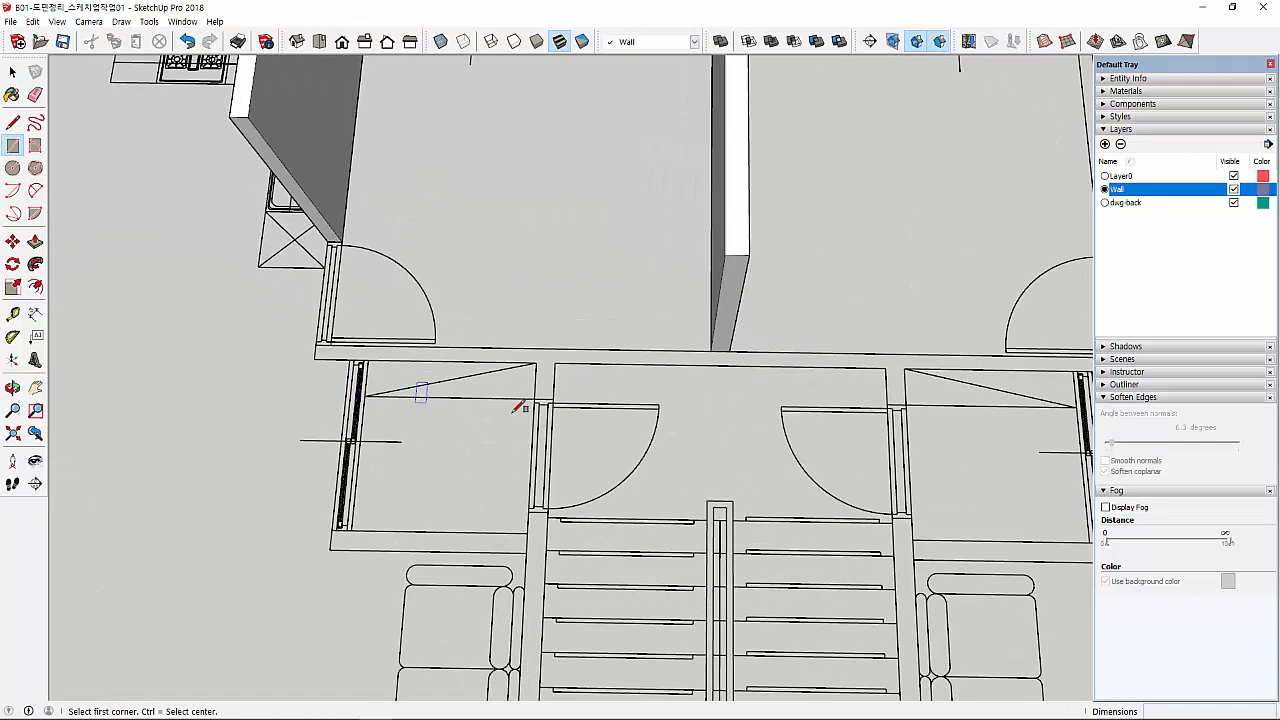 B01-도면정리_스케치업작업01 - SketchUp Pro 2018
File Edit View Camera Draw Tools Window Help
Wall
Default Tray
Entity Info
Materials
Components
Styles
Layers
Name Visible Color
Layer0
Wall
dwg-back
Shadows
Scenes
Instructor
Outliner
Soften Edges
Angle between normals:
6.3 degrees
Smooth normals
Soften coplanar
Fog
Display Fog
Distance
0 ∞
Color
Use background color
Select first corner. Ctrl = Select center.
Dimensions